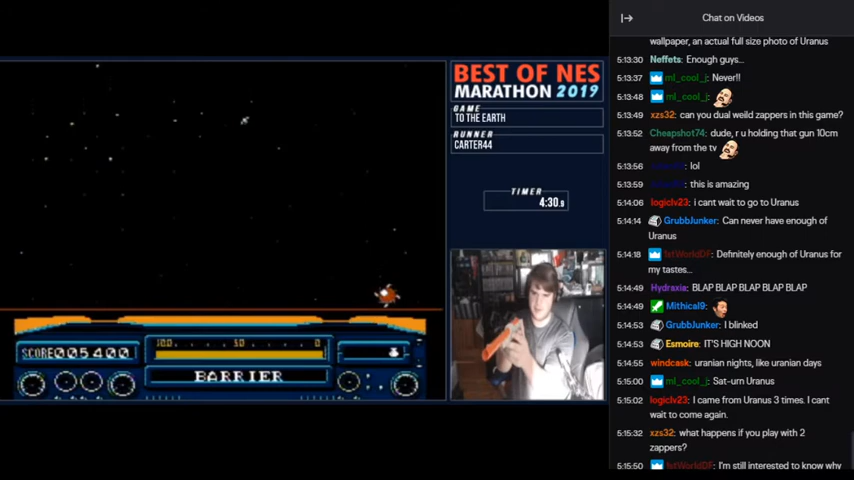 Chat on Videos
wallpaper, an actual full size photo of Uranus
5:13:30 Neffets: Enough guys...
5:13:37 ml_cool_j: Never!!
5:13:48 ml_cool_j:
5:13:49 xzs32: can you dual weild zappers in this game?
5:13:52 Cheapshot74: dude, r u holding that gun 10cm
away from the tv
5:13:56 lol
5:13:59 this is amazing
5:14:06 logiclv23: i cant wait to go to Uranus
5:14:14 GrubbJunker: Can never have enough of
Uranus
5:14:18 1stWorldDF: Definitely enough of Uranus for
my tastes...
5:14:49 Hydraxia: BLAP BLAP BLAP BLAP BLAP
5:14:49 Mithical9:
5:14:53 GrubbJunker: I blinked
5:14:53 Esmoire: IT'S HIGH NOON
5:14:55 windcask: uranian nights, like uranian days
5:15:00 ml_cool_j: Sat-urn Uranus
5:15:02 logiclv23: I came from Uranus 3 times. I cant
wait to come again.
5:15:32 xzs32: what happens if you play with 2
zappers?
5:15:50 1stWorldDF: I'm still interested to know why
BEST OF NES
MARATHON 2019
GAME
TO THE EARTH
RUNNER
CARTER44
TIMER
4:30.9
SCORE005400
100 50 0
BARRIER